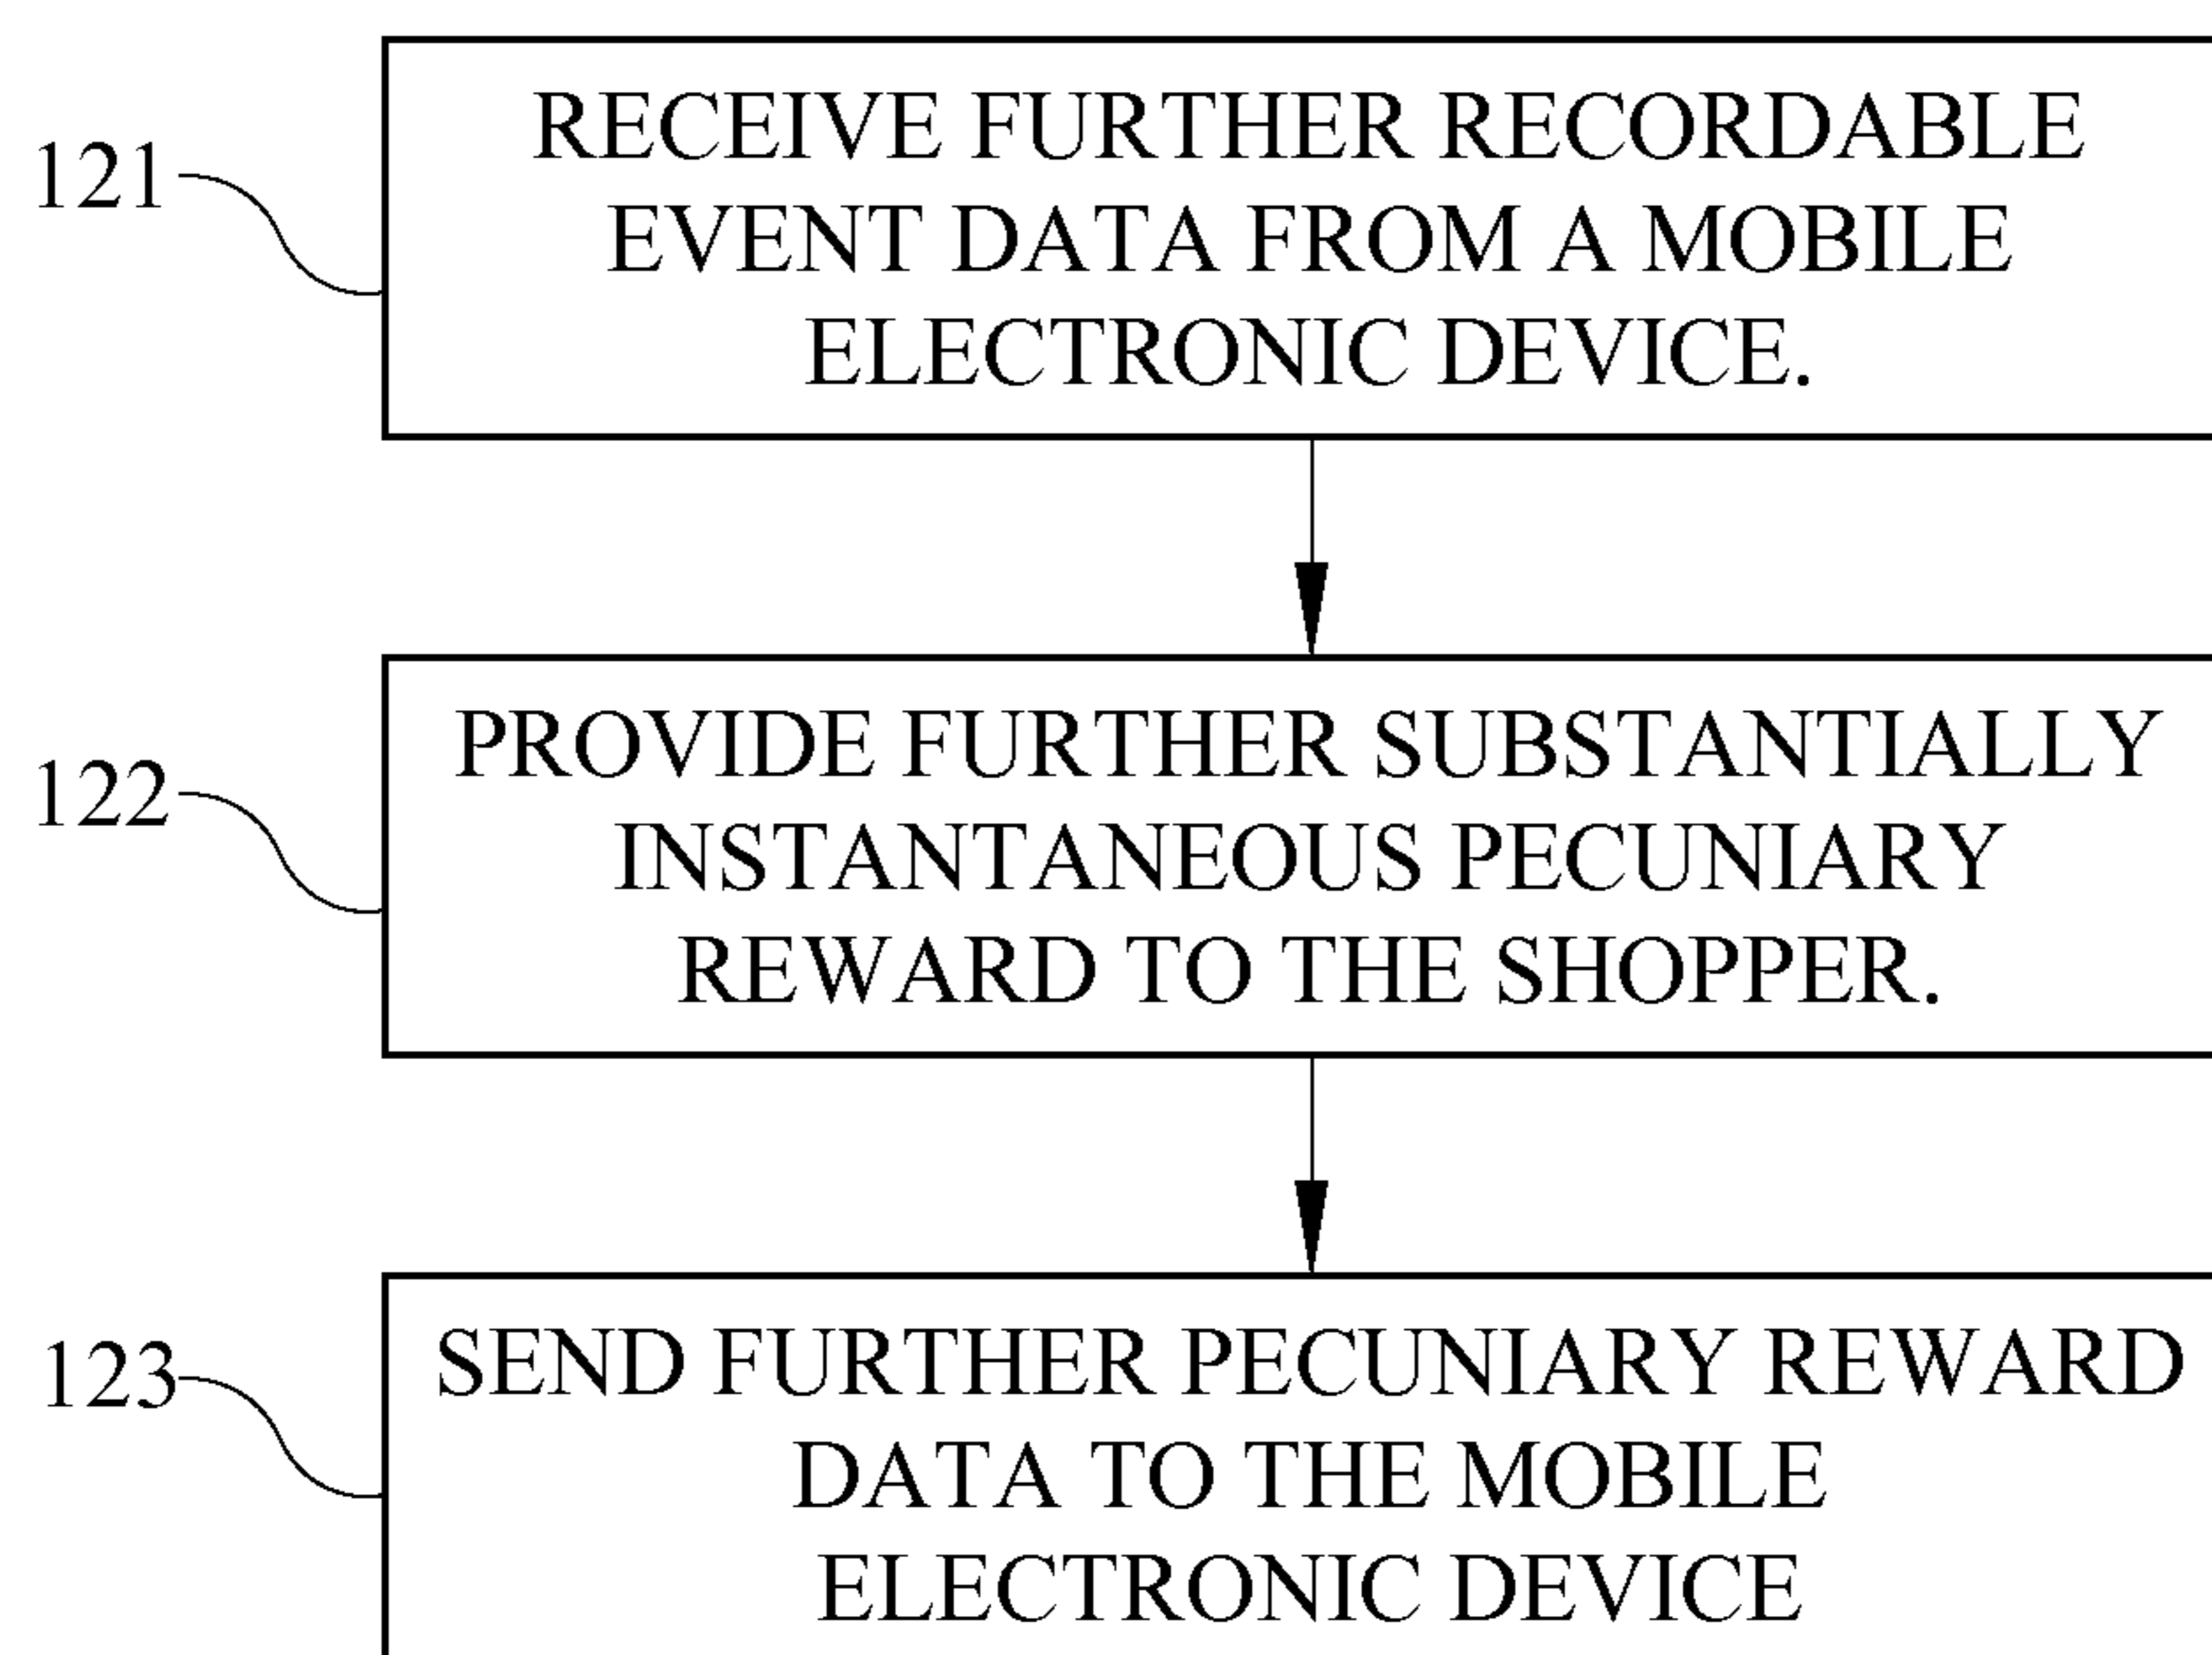 121
RECEIVE FURTHER RECORDABLE
EVENT DATA FROM A MOBILE
ELECTRONIC DEVICE.
122
PROVIDE FURTHER SUBSTANTIALLY
INSTANTANEOUS PECUNIARY
REWARD TO THE SHOPPER.
123
SEND FURTHER PECUNIARY REWARD
DATA TO THE MOBILE
ELECTRONIC DEVICE